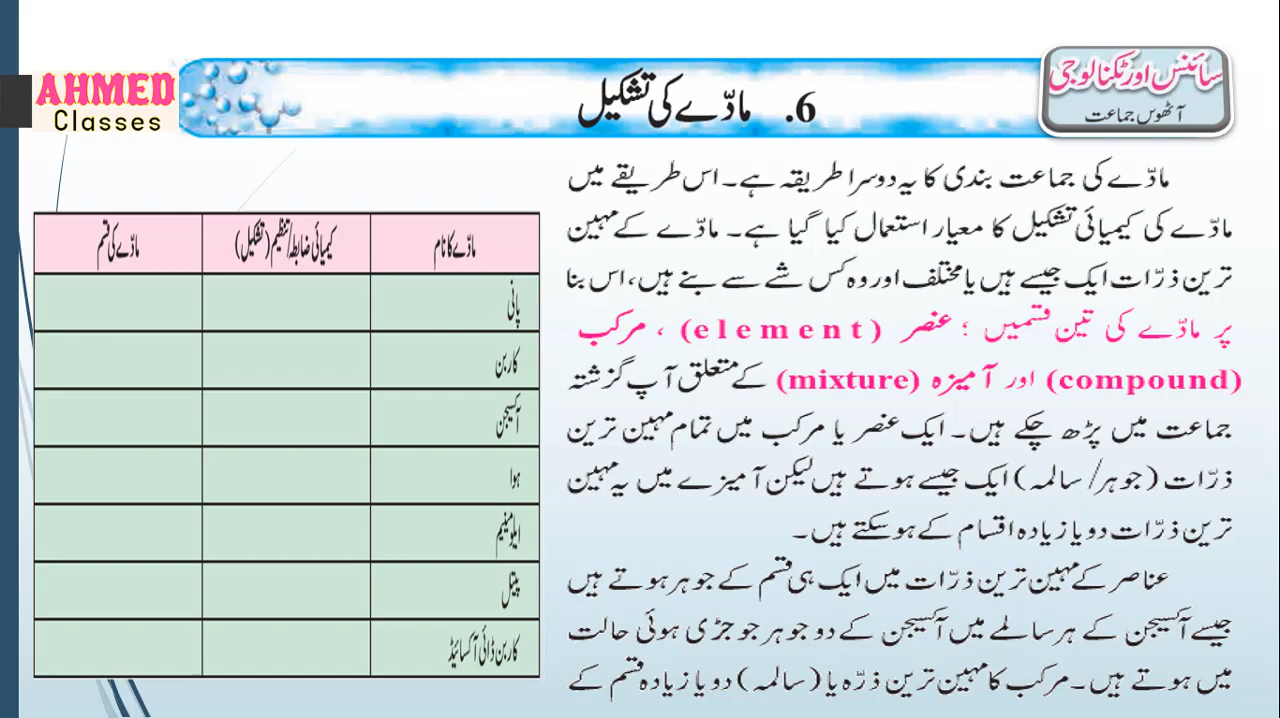 AHMED
Classes
سائنس اور ٹکنالوجی
آٹھویں جماعت
6. مادّے کی تشکیل
مادّے کی جماعت بندی کا یہ دوسرا طریقہ ہے۔ اس طریقے میں
مادّے کی کیمیائی تشکیل کا معیار استعمال کیا گیا ہے۔ مادّے کے مہین
ترین ذرّات ایک جیسے ہیں یا مختلف اور وہ کس شے سے بنے ہیں، اس بنا
پر مادّے کی تین قسمیں ؛ عنصر (element) ، مرکب
(compound) اور آمیزہ (mixture) کے متعلق آپ گزشتہ
جماعت میں پڑھ چکے ہیں۔ ایک عنصر یا مرکب میں تمام مہین ترین
ذرّات (جوہر/ سالمہ) ایک جیسے ہوتے ہیں لیکن آمیزے میں یہ مہین
ترین ذرّات دو یا زیادہ اقسام کے ہوسکتے ہیں۔
عناصر کے مہین ترین ذرّات میں ایک ہی قسم کے جوہر ہوتے ہیں
جیسے آکسیجن کے ہر سالمے میں آکسیجن کے دو جوہر جو جڑی ہوئی حالت
میں ہوتے ہیں۔ مرکب کا مہین ترین ذرّہ یا (سالمہ) دو یا زیادہ قسم کے
مادّے کا نام کیمیائی ضابطہ/تنظیم (تشکیل) مادّے کی قسم
پانی
کاربن
آکسیجن
ہوا
ایلومینیم
پیتل
کاربن ڈائی آکسائیڈ